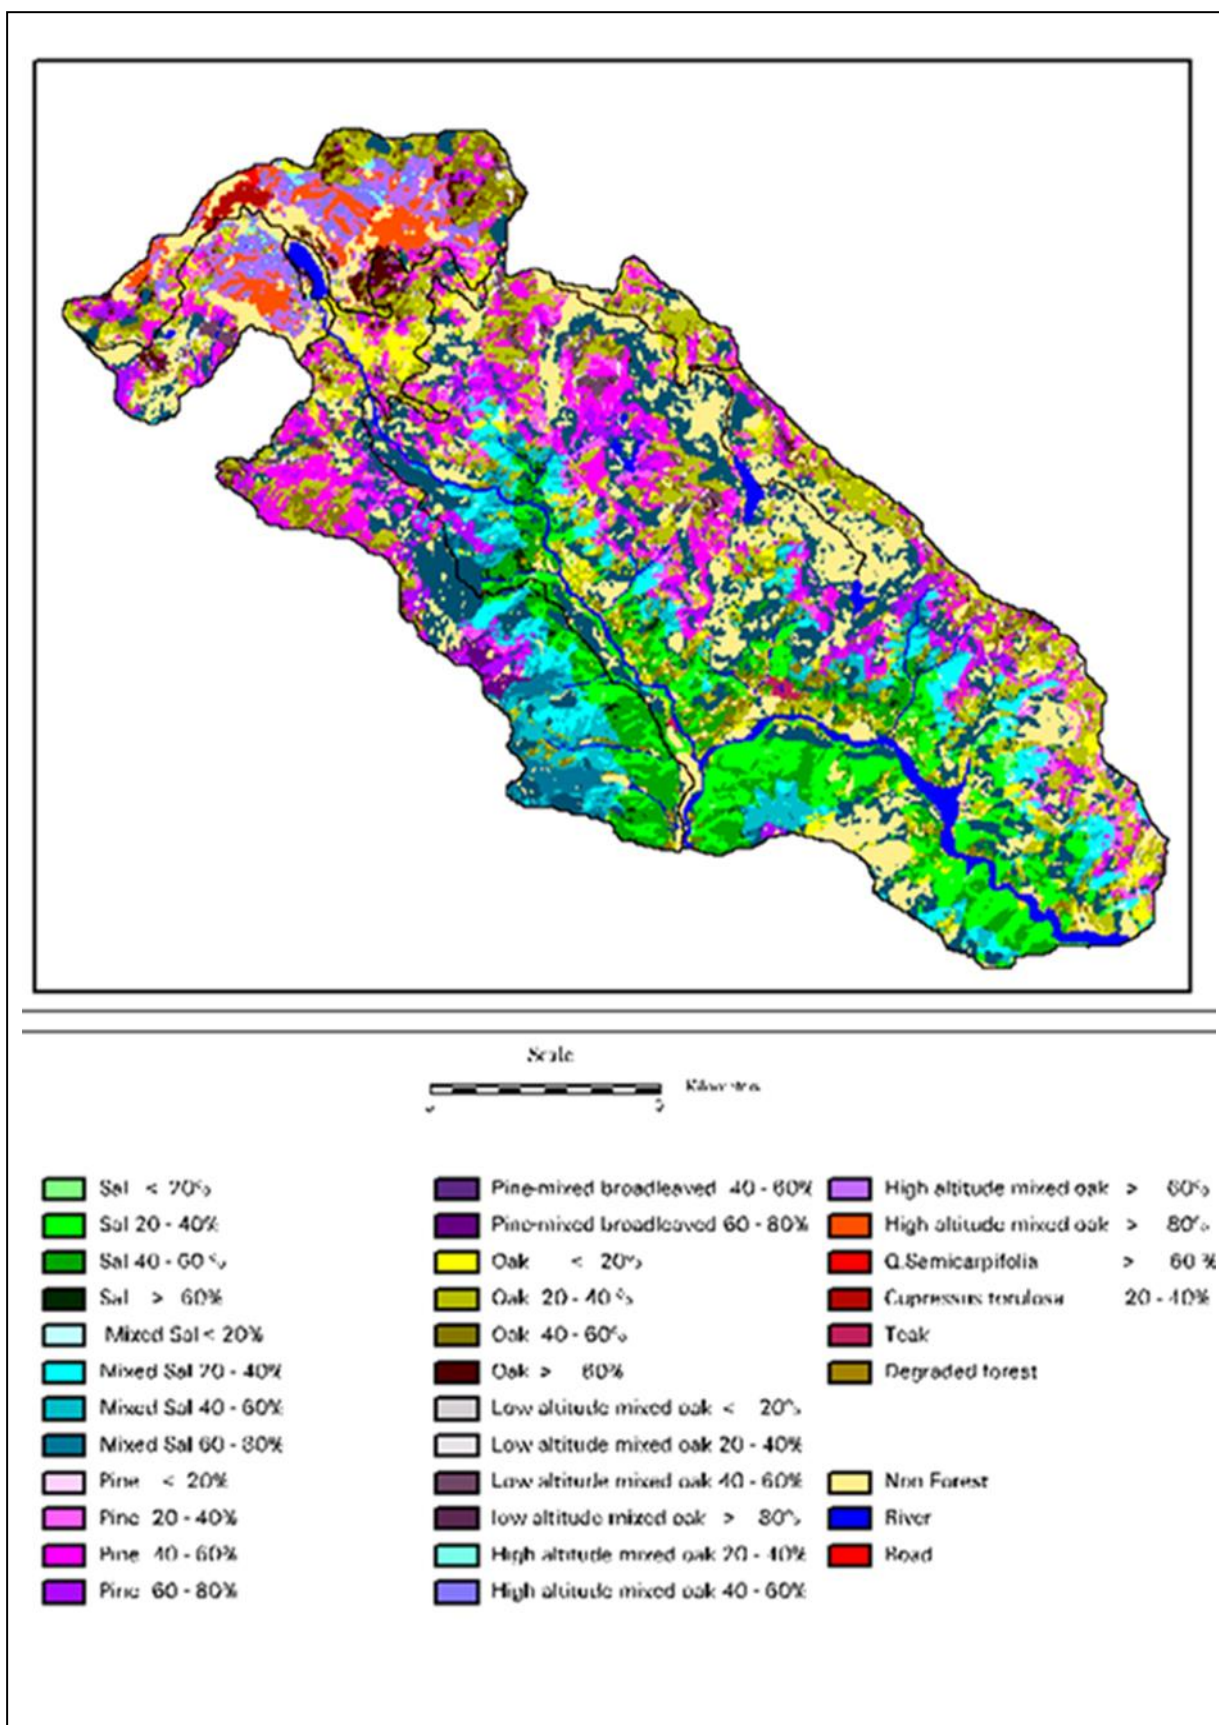 Scale
Kilometers
Sal < 20%
Sal 20 - 40%
Sal 40 - 60 %
Sal > 60%
Mixed Sal < 20%
Mixed Sal 20 - 40%
Mixed Sal 40 - 60%
Mixed Sal 60 - 80%
Pine < 20%
Pine 20 - 40%
Pine 40 - 60%
Pine 60 - 80%
Pine-mixed broadleaved 40 - 60%
Pine-mixed broadleaved 60 - 80%
Oak < 20%
Oak 20 - 40 %
Oak 40 - 60%
Oak > 60%
Low altitude mixed oak < 20%
Low altitude mixed oak 20 - 40%
Low altitude mixed oak 40 - 60%
low altitude mixed oak > 80%
High altitude mixed oak 20 - 40%
High altitude mixed oak 40 - 60%
High altitude mixed oak > 60%
High altitude mixed oak > 80%
Q.Semicarpifolia > 60 %
Cupressus torulosa 20 - 40%
Teak
Degraded forest
Non Forest
River
Road